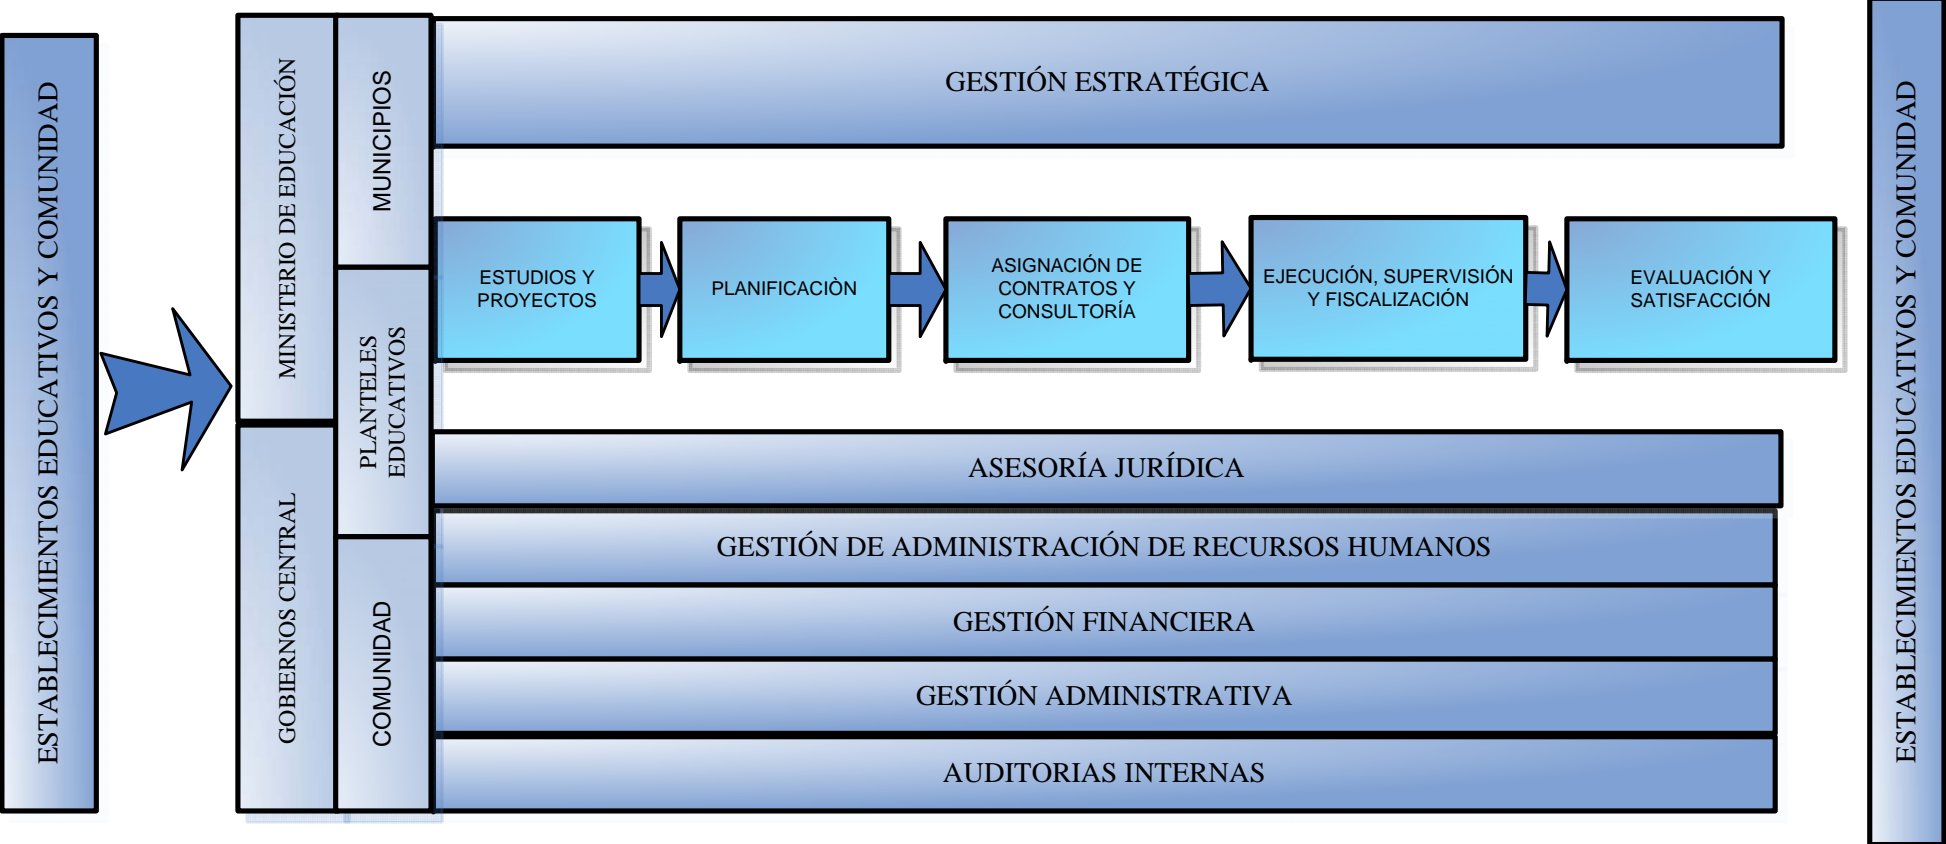 ESTABLECIMIENTOS EDUCATIVOS Y COMUNIDAD
MINISTERIO DE EDUCACIÓN
GOBIERNOS CENTRAL
MUNICIPIOS
PLANTELES
EDUCATIVOS
COMUNIDAD
GESTIÓN ESTRATÉGICA
ESTUDIOS Y
PROYECTOS
PLANIFICACIÒN
ASIGNACIÓN DE
CONTRATOS Y
CONSULTORÍA
EJECUCIÓN, SUPERVISIÓN
Y FISCALIZACIÓN
EVALUACIÓN Y
SATISFACCIÓN
ASESORÍA JURÍDICA
GESTIÓN DE ADMINISTRACIÓN DE RECURSOS HUMANOS
GESTIÓN FINANCIERA
GESTIÓN ADMINISTRATIVA
AUDITORIAS INTERNAS
ESTABLECIMIENTOS EDUCATIVOS Y COMUNIDAD